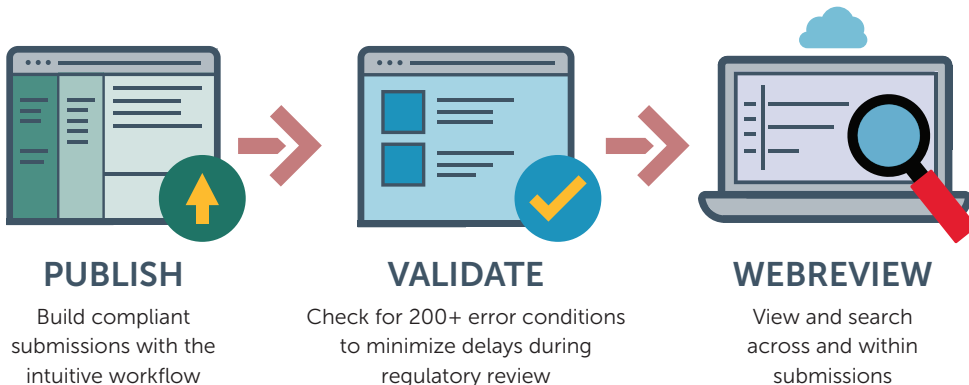 PUBLISH
Build compliant
submissions with the
intuitive workflow
VALIDATE
Check for 200+ error conditions
to minimize delays during
regulatory review
WEBREVIEW
View and search
across and within
submissions